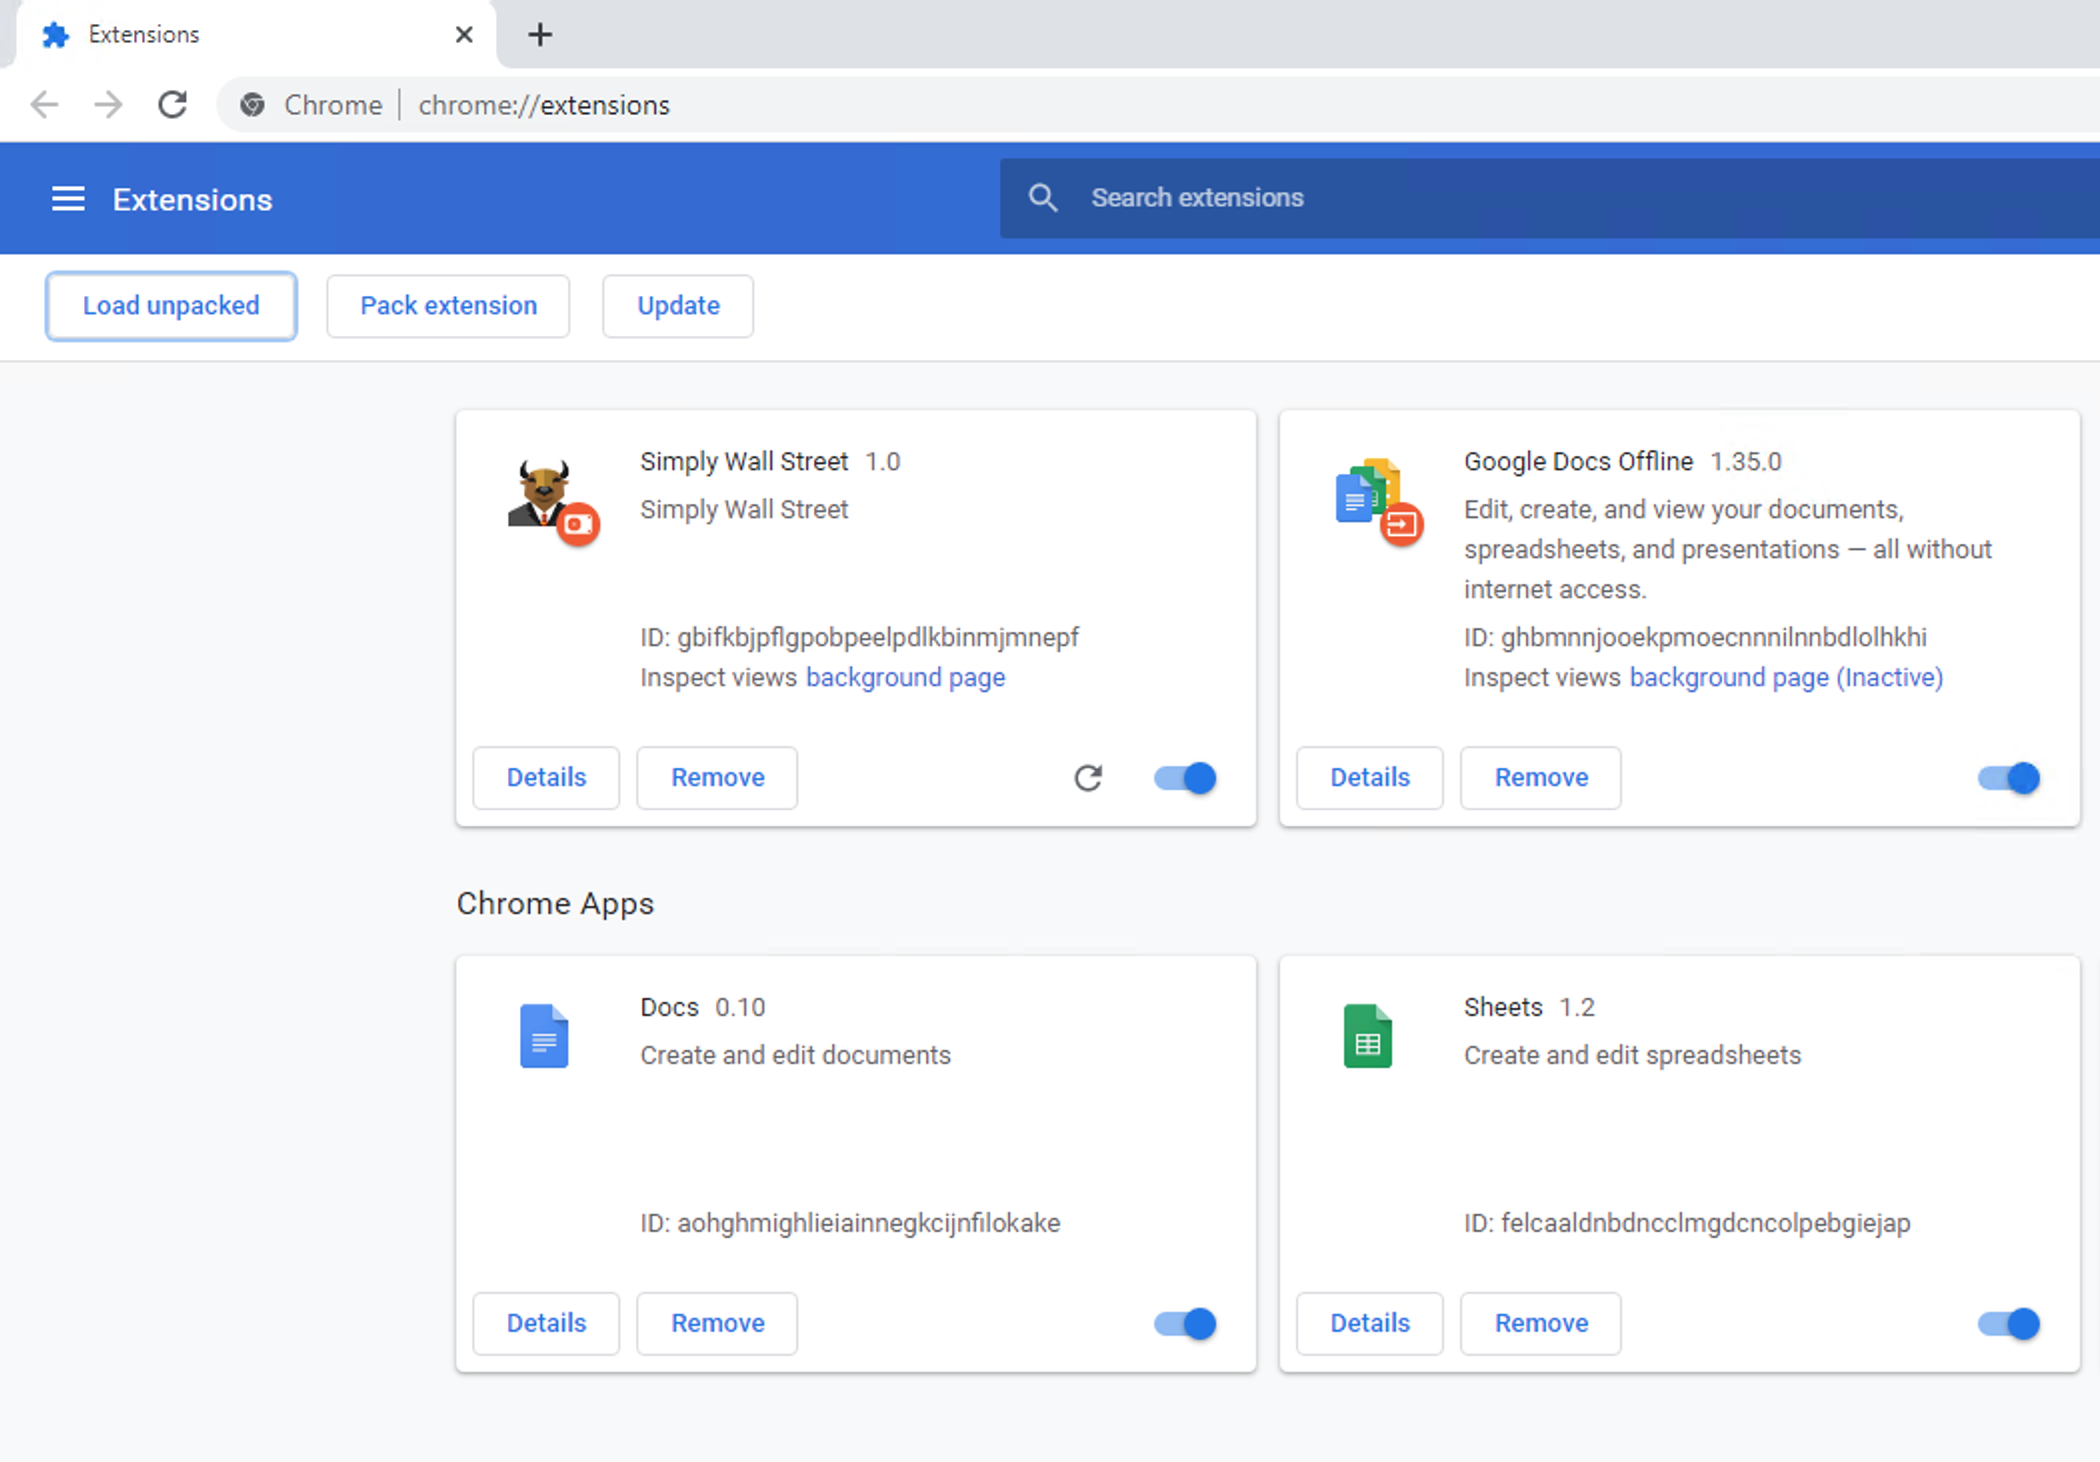 Extensions
Chrome | chrome://extensions
Extensions
Search extensions
Load unpacked
Pack extension
Update
Simply Wall Street 1.0
Simply Wall Street
ID: gbifkbjpflgpobpeelpdlkbinmjmnepf
Inspect views background page
Details
Remove
Google Docs Offline 1.35.0
Edit, create, and view your documents,
spreadsheets, and presentations — all without
internet access.
ID: ghbmnnjooekpmoecnnnilnnbdlolhkhi
Inspect views background page (Inactive)
Details
Remove
Chrome Apps
Docs 0.10
Create and edit documents
ID: aohghmighlieiainnegkcijnfilokake
Details
Remove
Sheets 1.2
Create and edit spreadsheets
ID: felcaaldnbdncclmgdcncolpebgiejap
Details
Remove